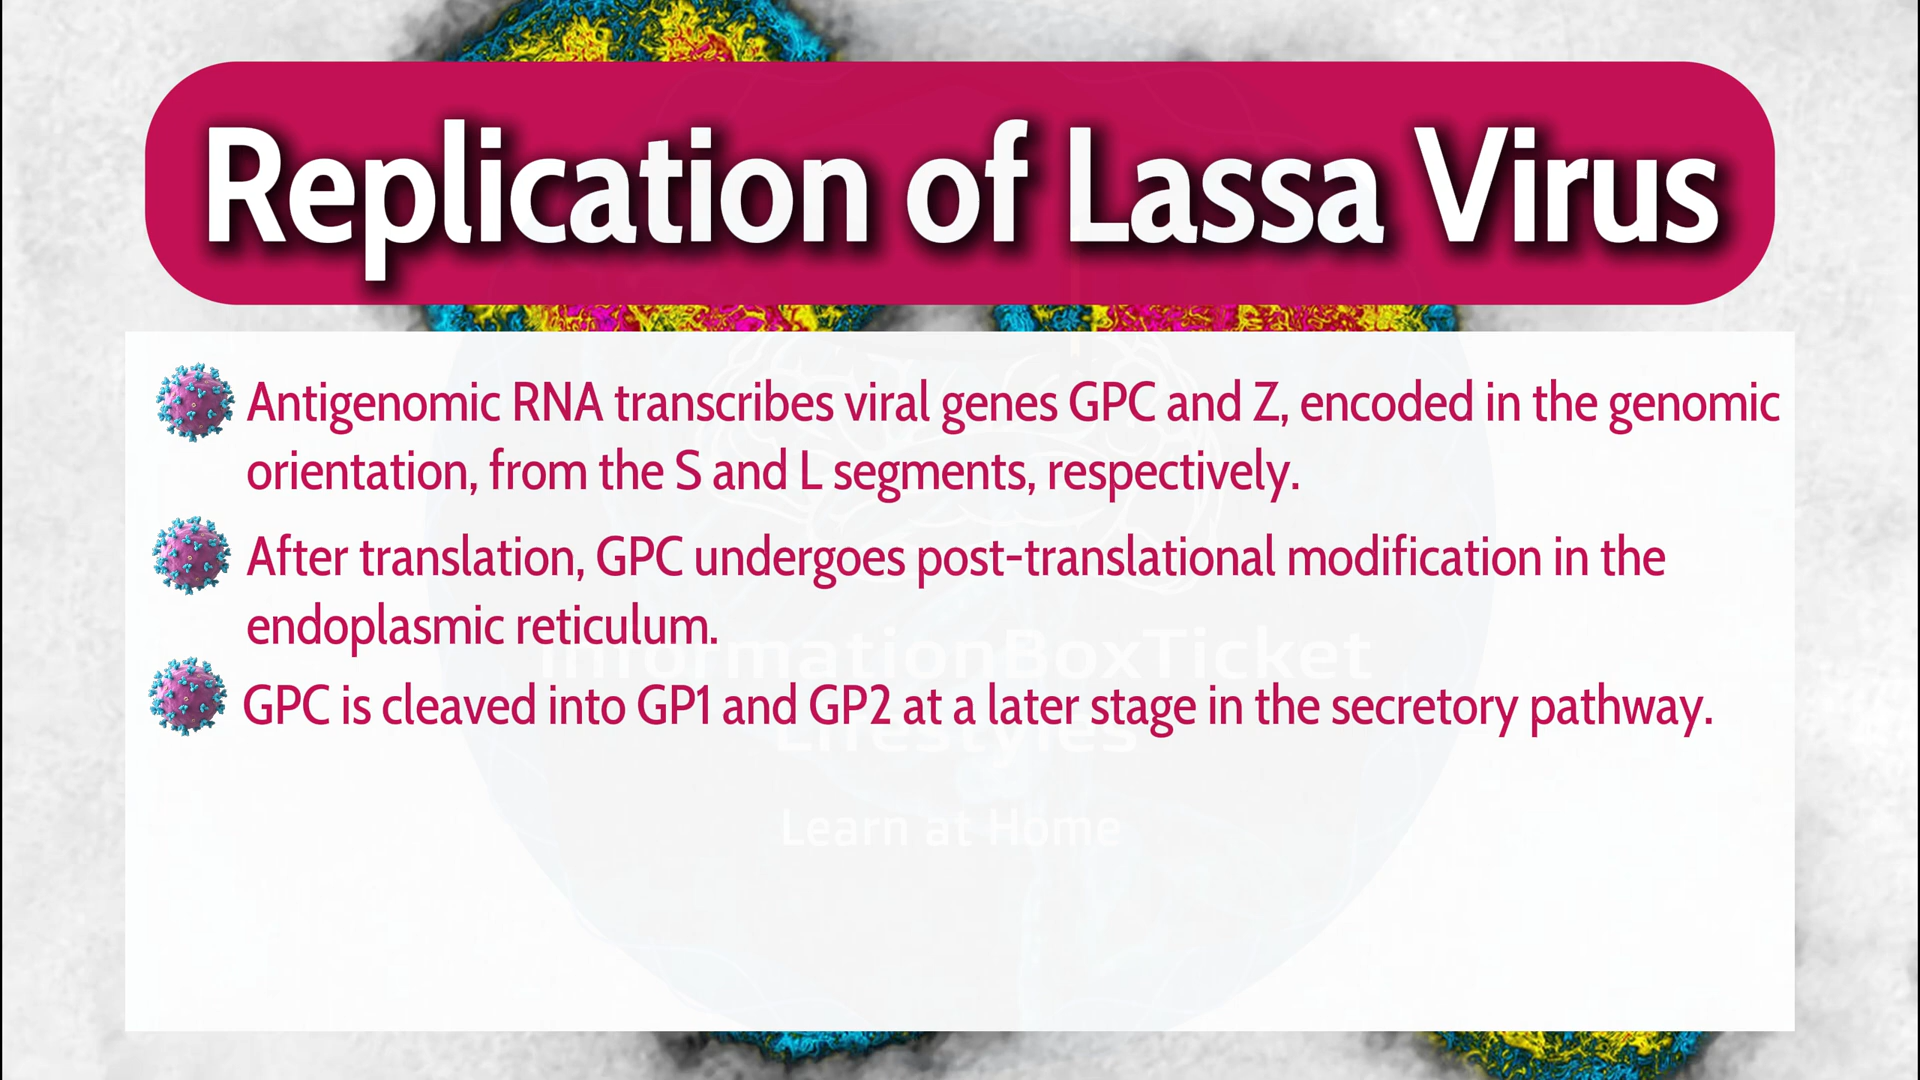 Replication of Lassa Virus
Antigenomic RNA transcribes viral genes GPC and Z, encoded in the genomic
orientation, from the S and L segments, respectively.
After translation, GPC undergoes post-translational modification in the
endoplasmic reticulum.
InformationBoxTicket
GPC is cleaved into GP1 and GP2 at a later stage in the secretory pathway.
Lifestyles
Learn at Home